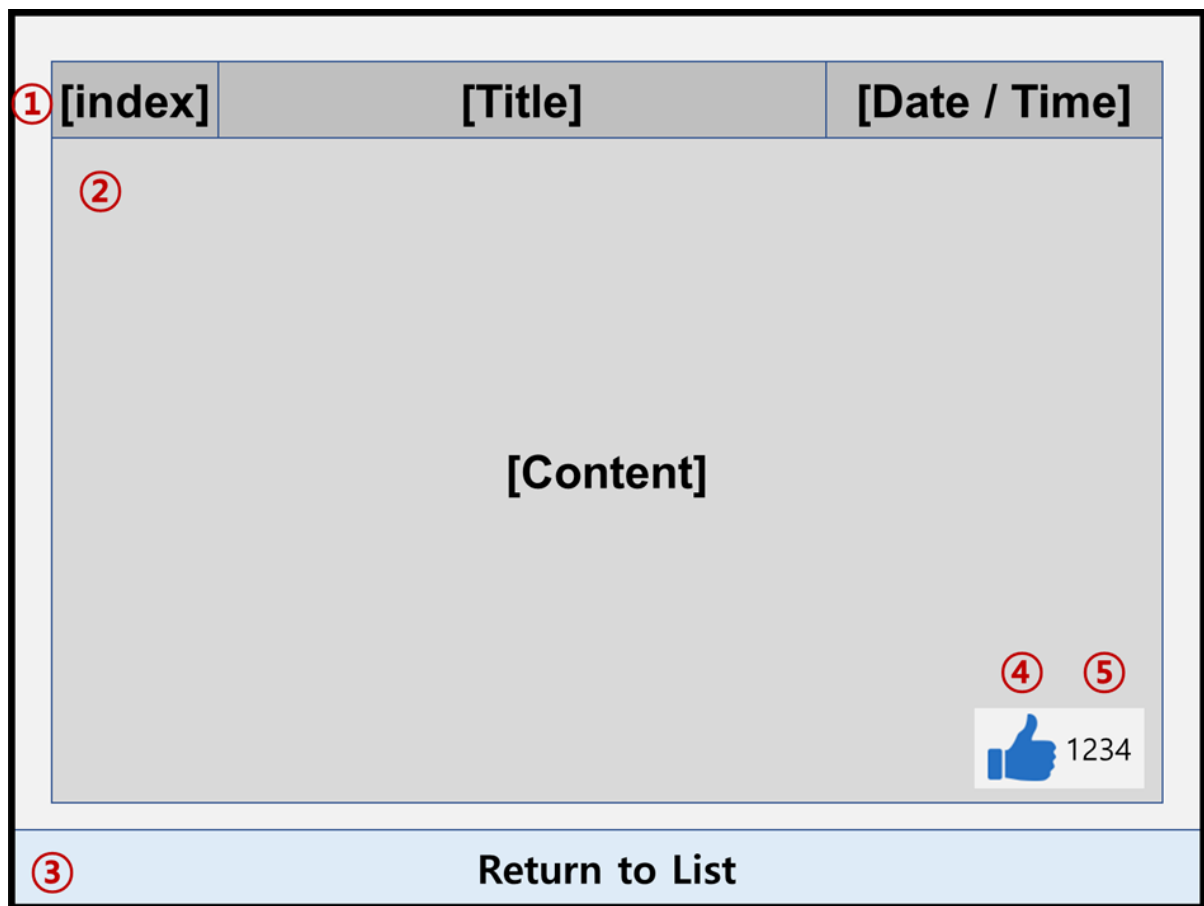 ① [index] [Title] [Date / Time]
②
[Content]
④ ⑤
1234
③ Return to List